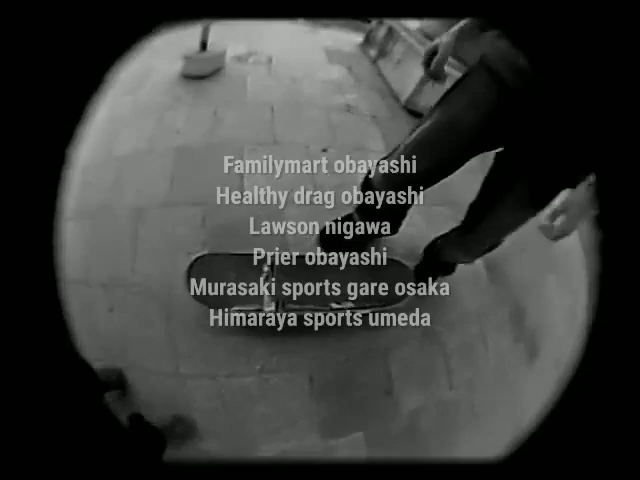 Familymart obayashi
Healthy drag obayashi
Lawson nigawa
Prier obayashi
Murasaki sports gare osaka
Himaraya sports umeda